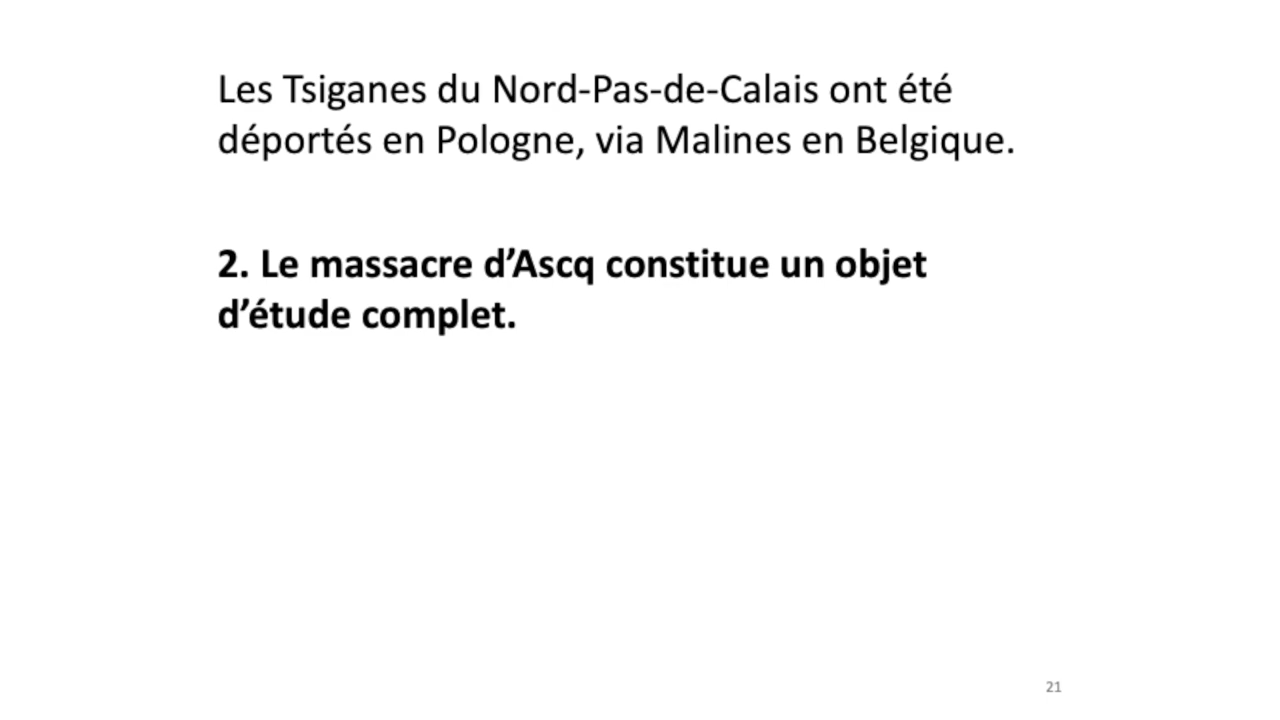 Les Tsiganes du Nord-Pas-de-Calais ont été
déportés en Pologne, via Malines en Belgique.
2. Le massacre d’Ascq constitue un objet
d’étude complet.
21